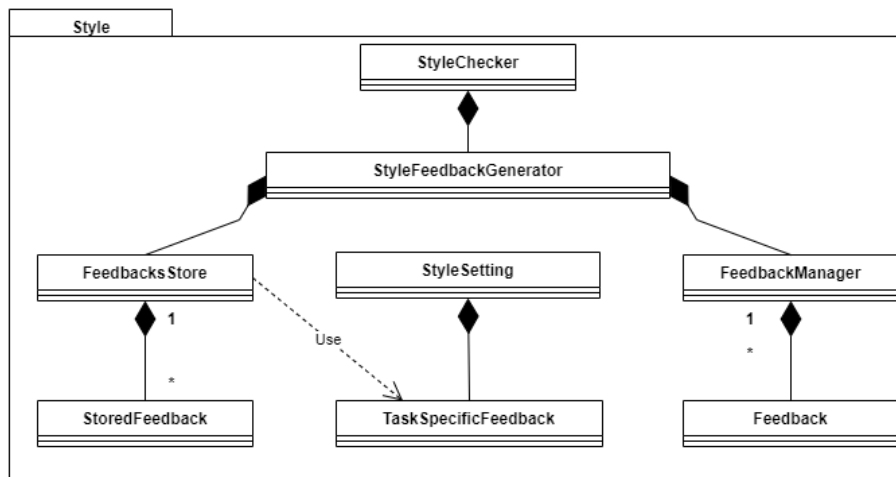 Style
StyleChecker
StyleFeedbackGenerator
FeedbacksStore
StyleSetting
FeedbackManager
1
1
Use
*
*
StoredFeedback
TaskSpecificFeedback
Feedback